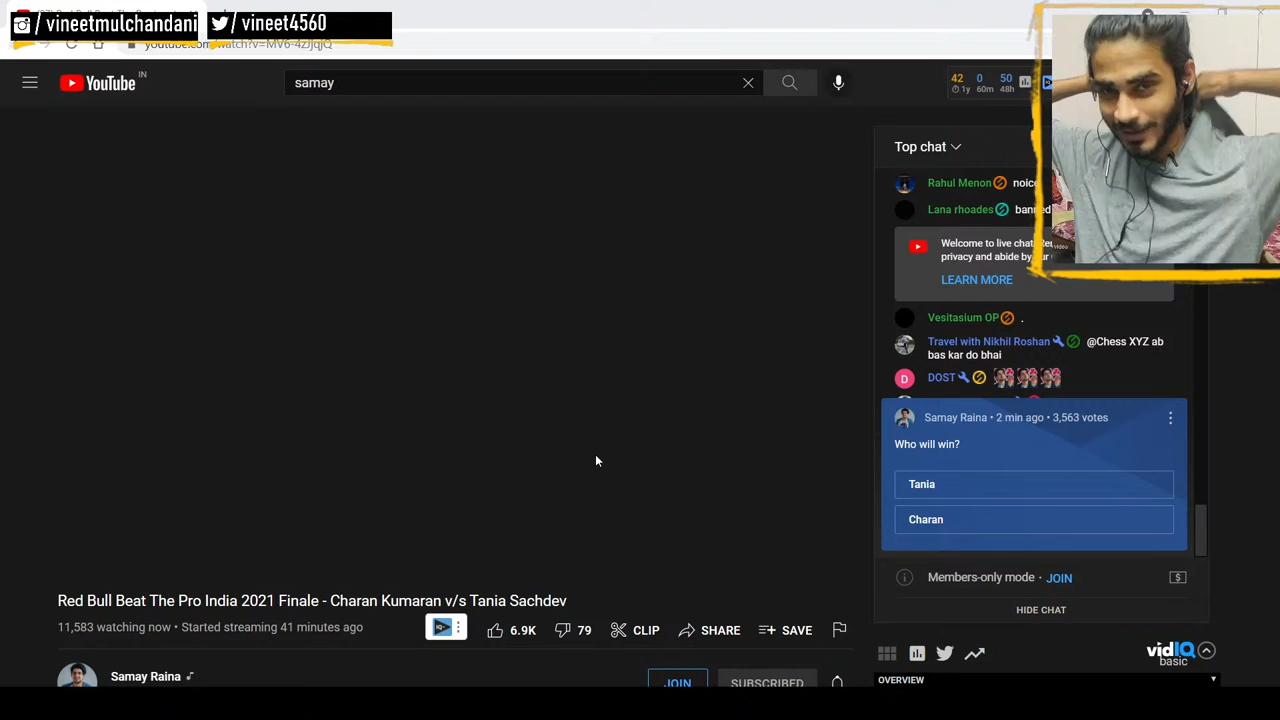 / vineetmulchandani
/ vineet4560
YouTube IN
samay
42 0 50
1y 60m 48h
Top chat
Rahul Menon
Lana rhoades
Welcome to live chat
privacy and abide by
LEARN MORE
Vesitasium OP .
Travel with Nikhil Roshan @Chess XYZ ab
bas kar do bhai
DOST
Samay Raina • 2 min ago • 3,563 votes
Who will win?
Tania
Charan
Members-only mode • JOIN
HIDE CHAT
Red Bull Beat The Pro India 2021 Finale - Charan Kumaran v/s Tania Sachdev
11,583 watching now • Started streaming 41 minutes ago
6.9K 79 CLIP SHARE SAVE
vidIQ
basic
Samay Raina
JOIN SUBSCRIBED
OVERVIEW